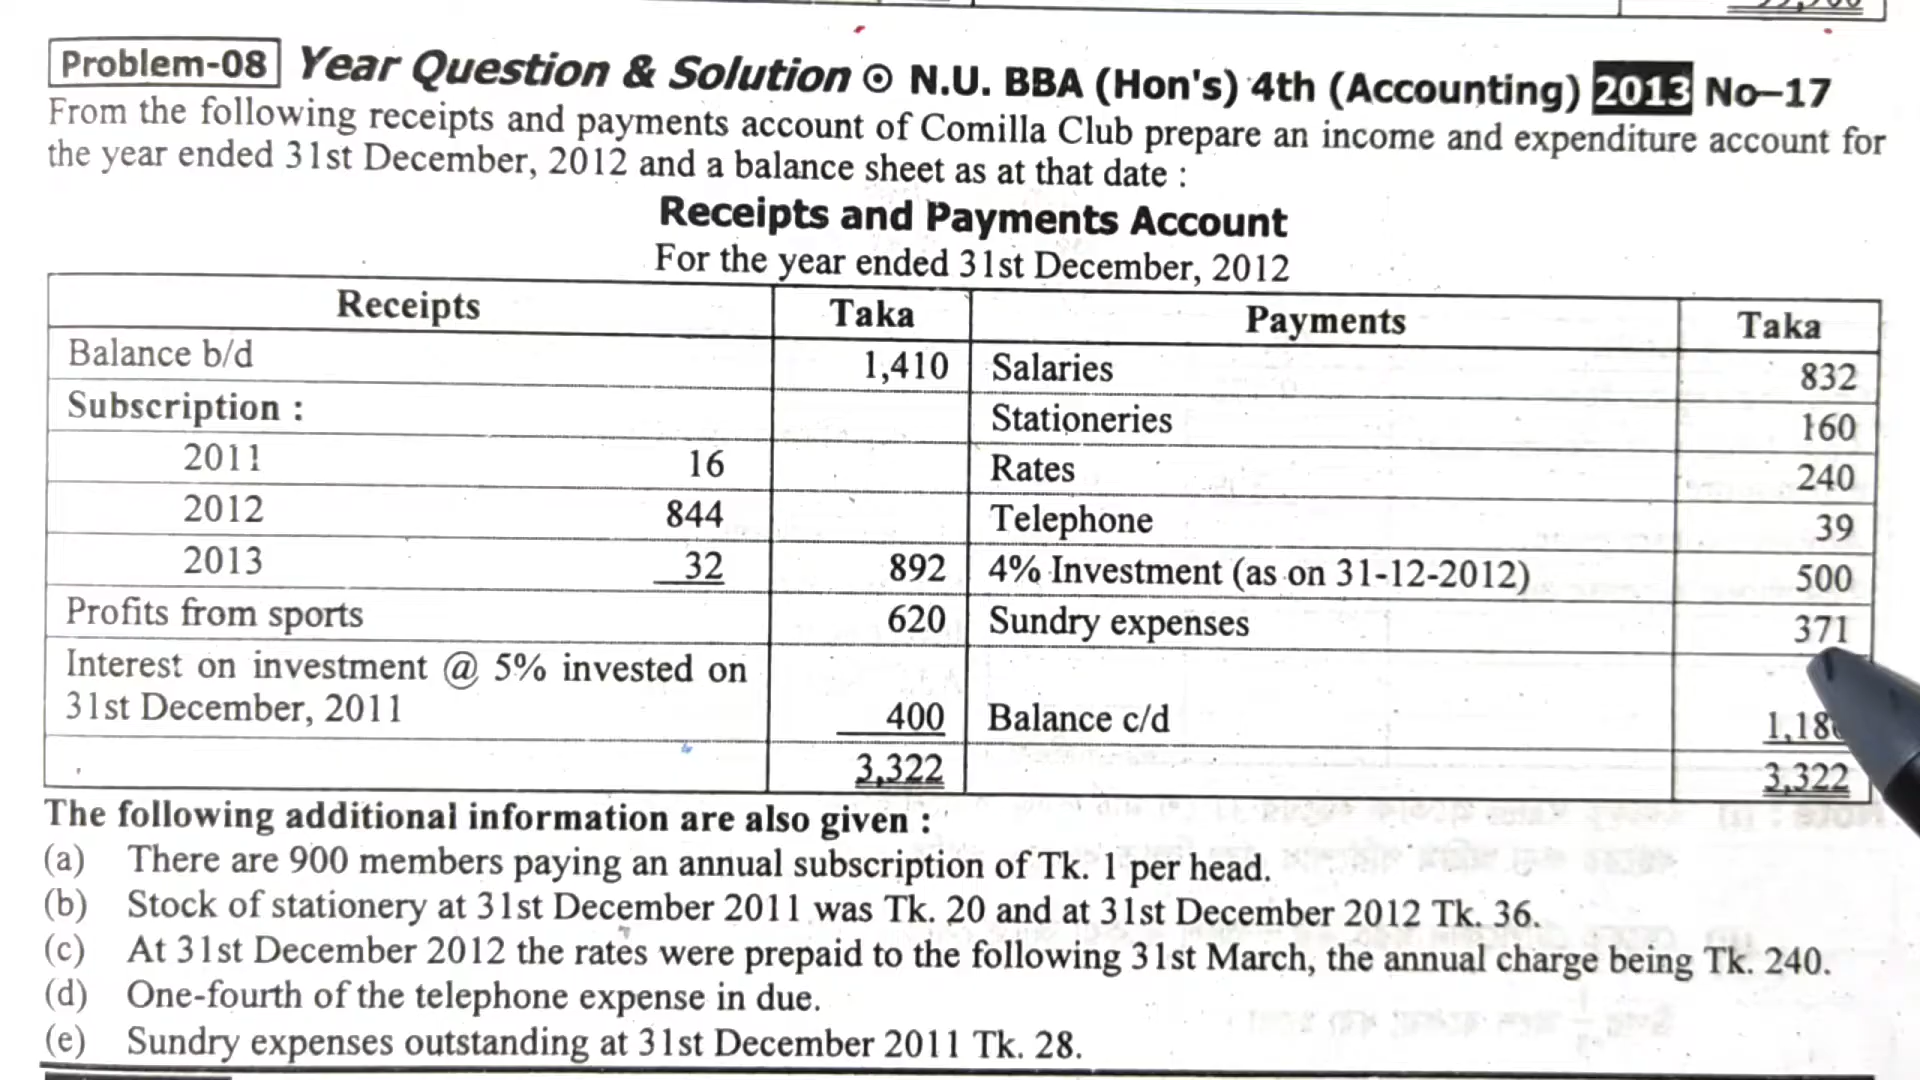 Problem-08 Year Question & Solution ⊙ N.U. BBA (Hon's) 4th (Accounting) 2013 No–17
From the following receipts and payments account of Comilla Club prepare an income and expenditure account for
the year ended 31st December, 2012 and a balance sheet as at that date :
Receipts and Payments Account
For the year ended 31st December, 2012
Receipts Taka Payments Taka
Balance b/d 1,410 Salaries 832
Subscription : Stationeries 160
2011 16 Rates 240
2012 844 Telephone 39
2013 32 892 4% Investment (as on 31-12-2012) 500
Profits from sports 620 Sundry expenses 371
Interest on investment @ 5% invested on
31st December, 2011 400 Balance c/d
3,322 3,322
The following additional information are also given :
(a) There are 900 members paying an annual subscription of Tk. 1 per head.
(b) Stock of stationery at 31st December 2011 was Tk. 20 and at 31st December 2012 Tk. 36.
(c) At 31st December 2012 the rates were prepaid to the following 31st March, the annual charge being Tk. 240.
(d) One-fourth of the telephone expense in due.
(e) Sundry expenses outstanding at 31st December 2011 Tk. 28.